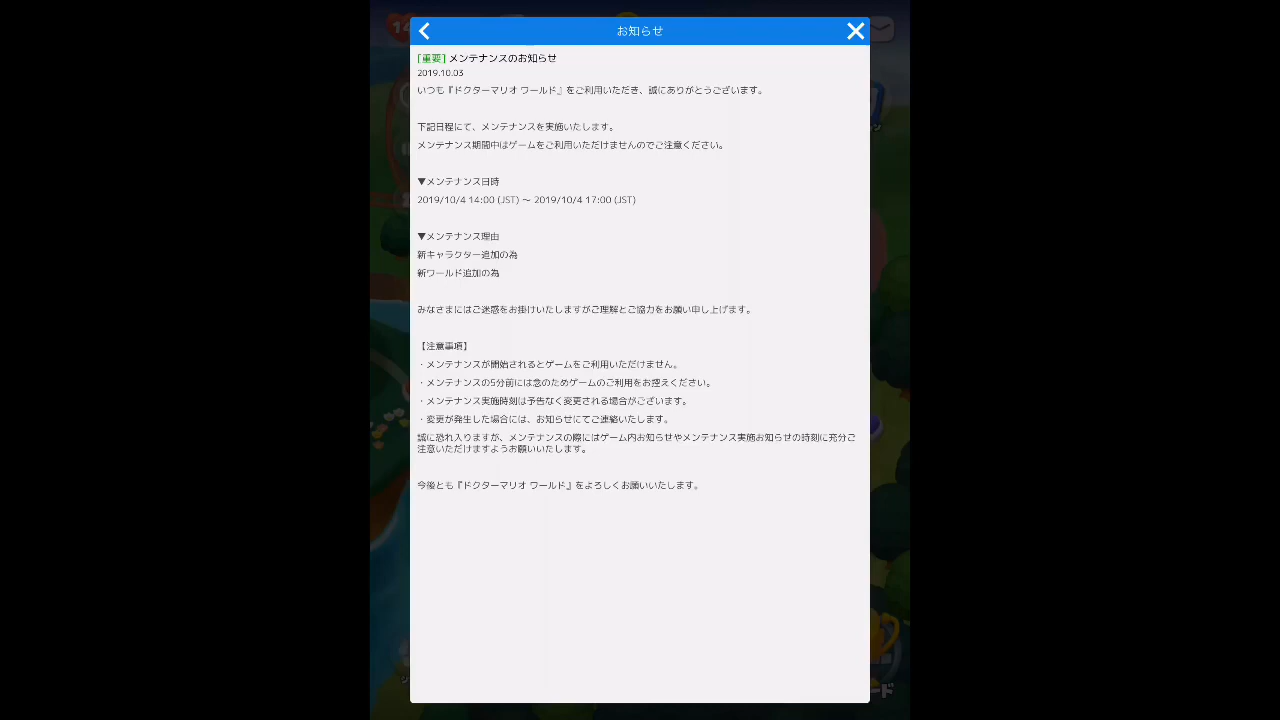 お知らせ
[重要] メンテナンスのお知らせ
2019.10.03
いつも『ドクターマリオ ワールド』をご利用いただき、誠にありがとうございます。
下記日程にて、メンテナンスを実施いたします。
メンテナンス期間中はゲームをご利用いただけませんのでご注意ください。
▼メンテナンス日時
2019/10/4 14:00 (JST) ～ 2019/10/4 17:00 (JST)
▼メンテナンス理由
新キャラクター追加の為
新ワールド追加の為
みなさまにはご迷惑をお掛けいたしますがご理解とご協力をお願い申し上げます。
【注意事項】
・メンテナンスが開始されるとゲームをご利用いただけません。
・メンテナンスの5分前には念のためゲームのご利用をお控えください。
・メンテナンス実施時刻は予告なく変更される場合がございます。
・変更が発生した場合には、お知らせにてご連絡いたします。
誠に恐れ入りますが、メンテナンスの際にはゲーム内お知らせやメンテナンス実施お知らせの時刻に充分ご
注意いただけますようお願いいたします。
今後とも『ドクターマリオ ワールド』をよろしくお願いいたします。